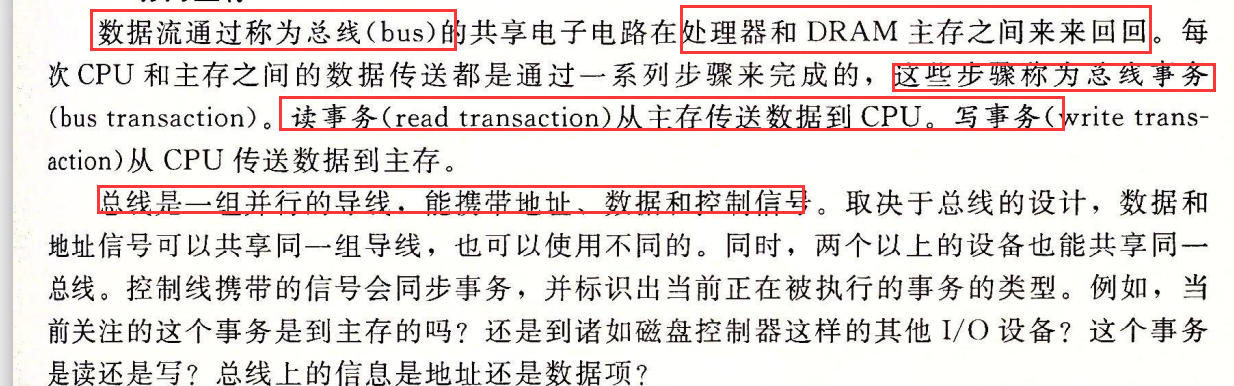 数据流通过称为总线(bus)的共享电子电路在处理器和 DRAM 主存之间来来回回。每
次 CPU 和主存之间的数据传送都是通过一系列步骤来完成的，这些步骤称为总线事务
(bus transaction)。读事务(read transaction)从主存传送数据到 CPU。写事务(write trans-
action)从 CPU 传送数据到主存。
总线是一组并行的导线，能携带地址、数据和控制信号。取决于总线的设计，数据和
地址信号可以共享同一组导线，也可以使用不同的。同时，两个以上的设备也能共享同一
总线。控制线携带的信号会同步事务，并标识出当前正在被执行的事务的类型。例如，当
前关注的这个事务是到主存的吗？还是到诸如磁盘控制器这样的其他 I/O 设备？这个事务
是读还是写？总线上的信息是地址还是数据项？